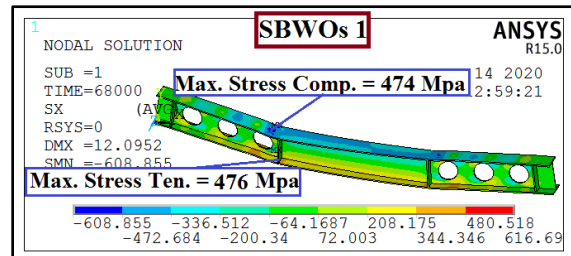 1
SBWOs 1
ANSYS
R15.0
NODAL SOLUTION
SUB =1
TIME=68000
SX (AVG)
RSYS=0
DMX =12.0952
SMN =-608.855
14 2020
2:59:21
Max. Stress Comp. = 474 Mpa
Max. Stress Ten. = 476 Mpa
-608.855 -336.512 -64.1687 208.175 480.518
-472.684 -200.34 72.003 344.346 616.69